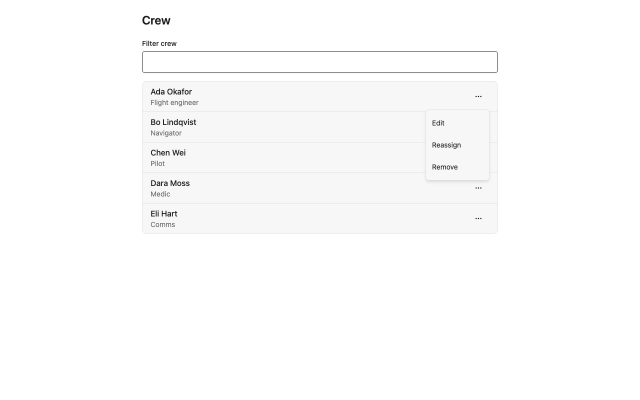 Crew
Filter crew
Ada Okafor
Flight engineer
...
Bo Lindqvist
Navigator
Chen Wei
Pilot
Edit
Reassign
Remove
Dara Moss
Medic
...
Eli Hart
Comms
...